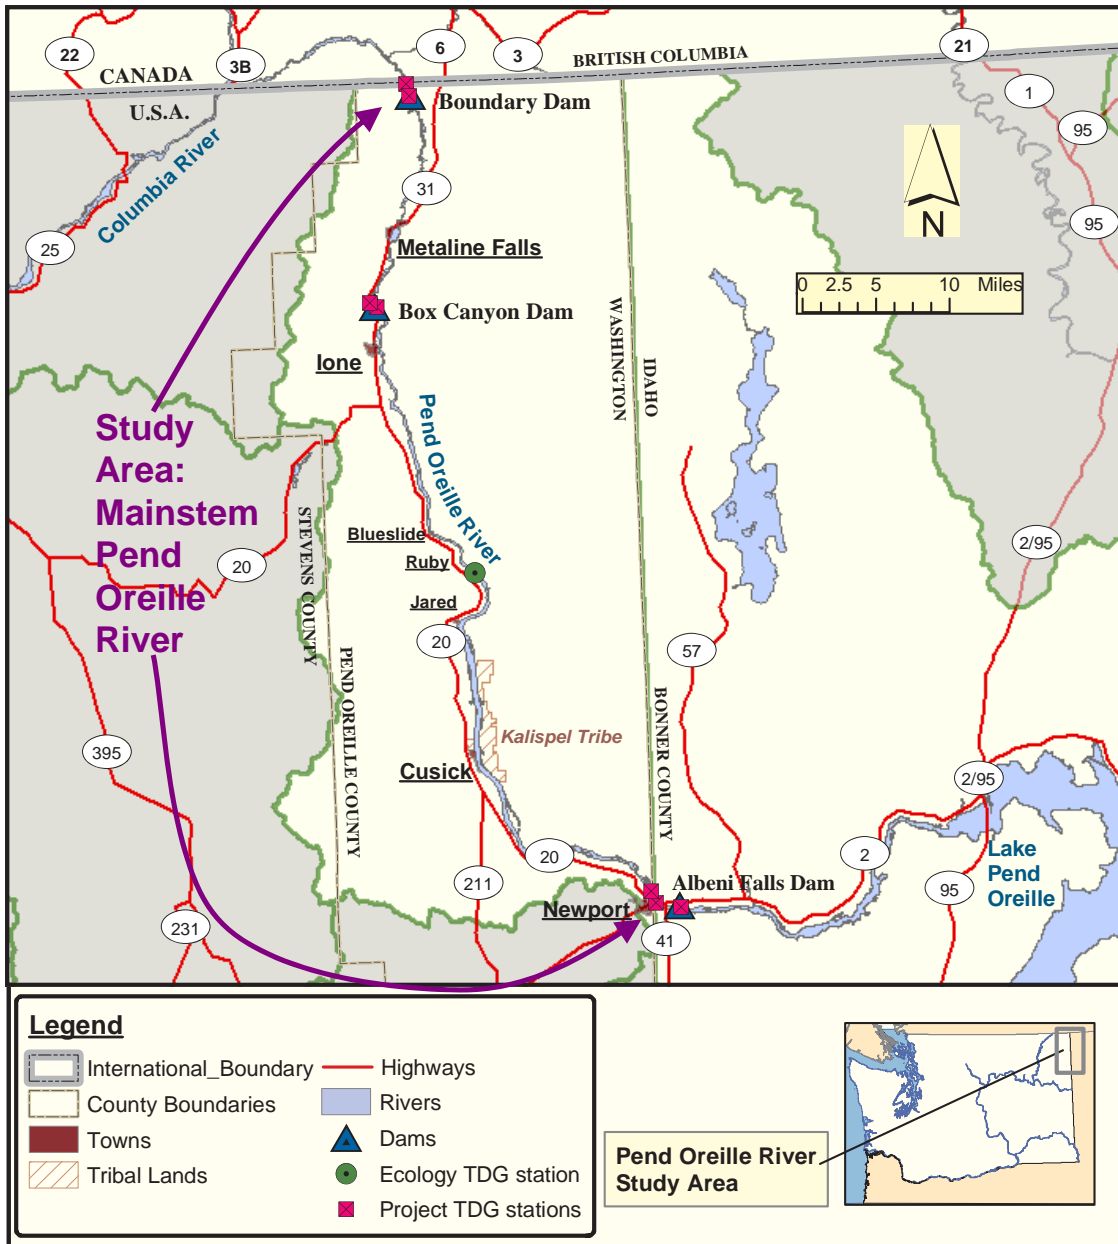 22
3B
6
3
21
BRITISH COLUMBIA
CANADA
U.S.A.
1
95
Boundary Dam
Columbia River
31
25
95
N
Metaline Falls
0 2.5 5 10 Miles
Box Canyon Dam
WASHINGTON
IDAHO
Ione
Study
Area:
Mainstem
Pend
Oreille
River
Pend Oreille River
STEVENS COUNTY
Blueslide
Ruby
2/95
20
Jared
20
57
PEND OREILLE COUNTY
BONNER COUNTY
Kalispel Tribe
395
Cusick
2/95
20
2
Lake
Pend
Oreille
211
Albeni Falls Dam
95
Newport
231
41
Legend
International_Boundary
County Boundaries
Towns
Tribal Lands
Highways
Rivers
Dams
Ecology TDG station
Project TDG stations
Pend Oreille River
Study Area